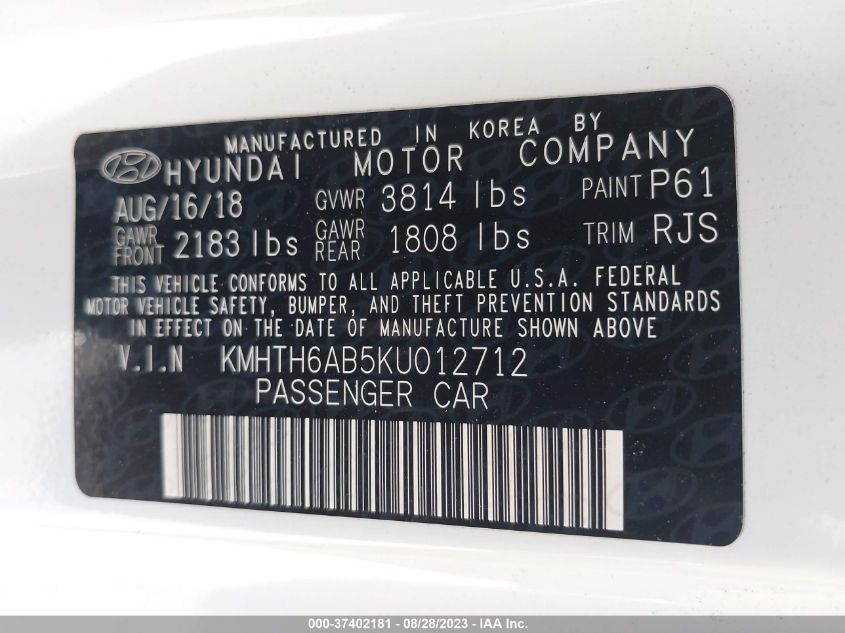 MANUFACTURED IN KOREA BY
HYUNDAI MOTOR COMPANY
AUG/16/18 GVWR 3814 lbs PAINT P61
GAWR FRONT 2183 lbs GAWR REAR 1808 lbs TRIM RJS
THIS VEHICLE CONFORMS TO ALL APPLICABLE U.S.A. FEDERAL
MOTOR VEHICLE SAFETY, BUMPER, AND THEFT PREVENTION STANDARDS
IN EFFECT ON THE DATE OF MANUFACTURE SHOWN ABOVE
V.I.N KMHTH6AB5KU012712
PASSENGER CAR
000-37402181 - 08/28/2023 - IAA Inc.